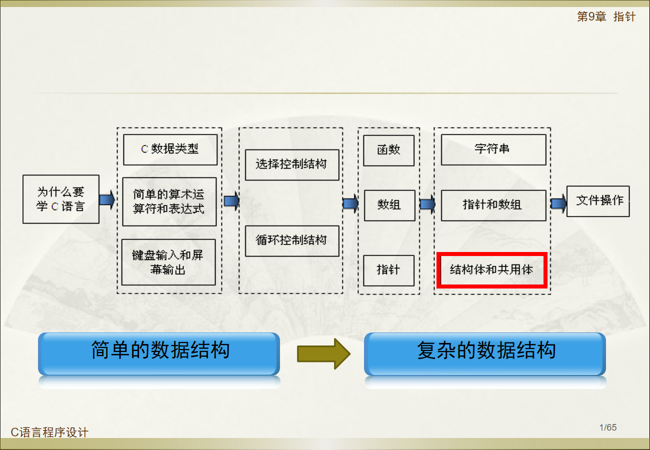 第9章 指针
为什么要
学 C 语言
C 数据类型
简单的算术运
算符和表达式
键盘输入和屏
幕输出
选择控制结构
循环控制结构
函数
数组
指针
字符串
指针和数组
结构体和共用体
文件操作
简单的数据结构
复杂的数据结构
C语言程序设计
1/65